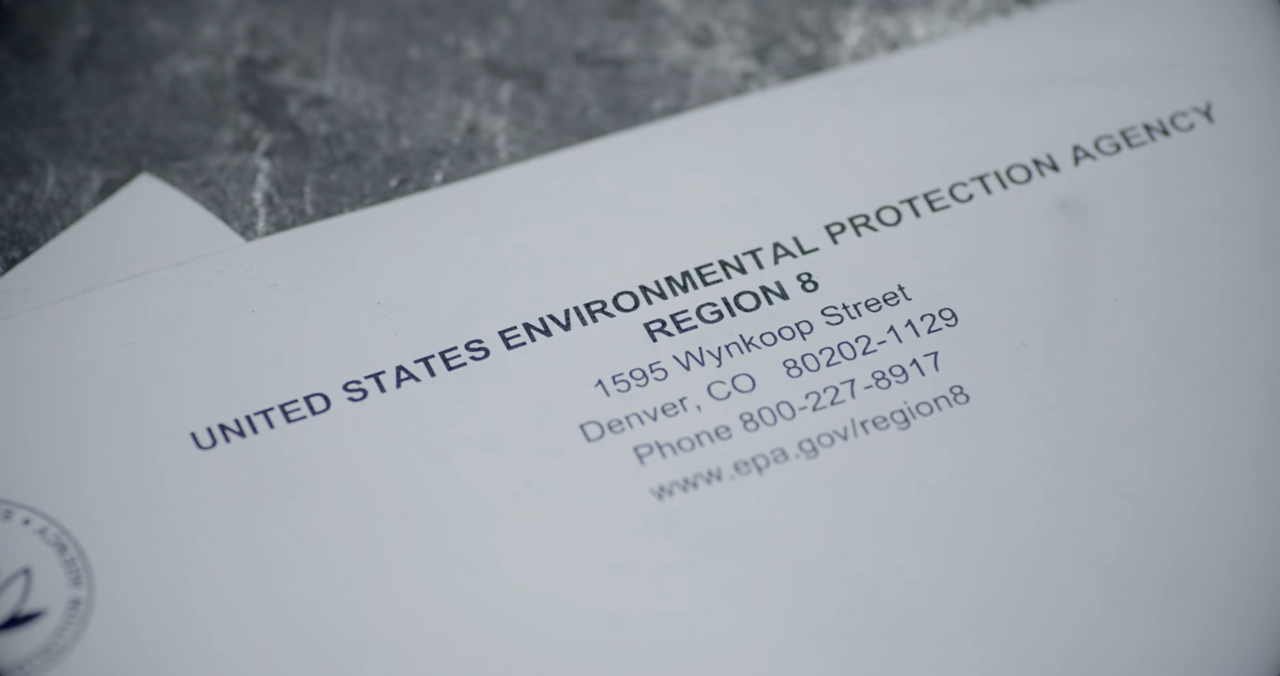 UNITED STATES ENVIRONMENTAL PROTECTION AGENCY
REGION 8
1595 Wynkoop Street
Denver, CO 80202-1129
Phone 800-227-8917
www.epa.gov/region8
AGENCY